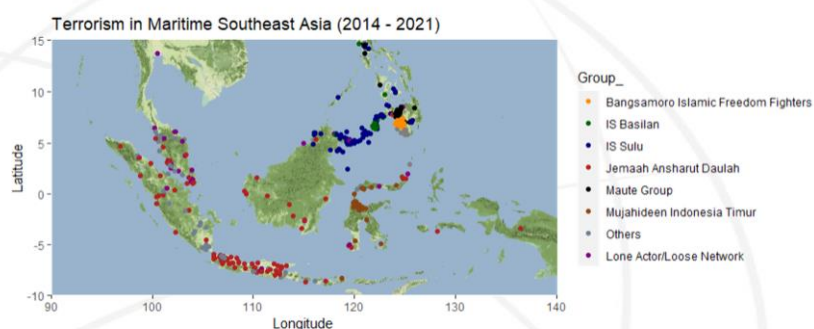 Terrorism in Maritime Southeast Asia (2014 - 2021)
15
10
5
0
-5
-10
Latitude
90
100
110
120
130
140
Longitude
Group_
Bangsamoro Islamic Freedom Fighters
IS Basilan
IS Sulu
Jemaah Ansharut Daulah
Maute Group
Mujahideen Indonesia Timur
Others
Lone Actor/Loose Network